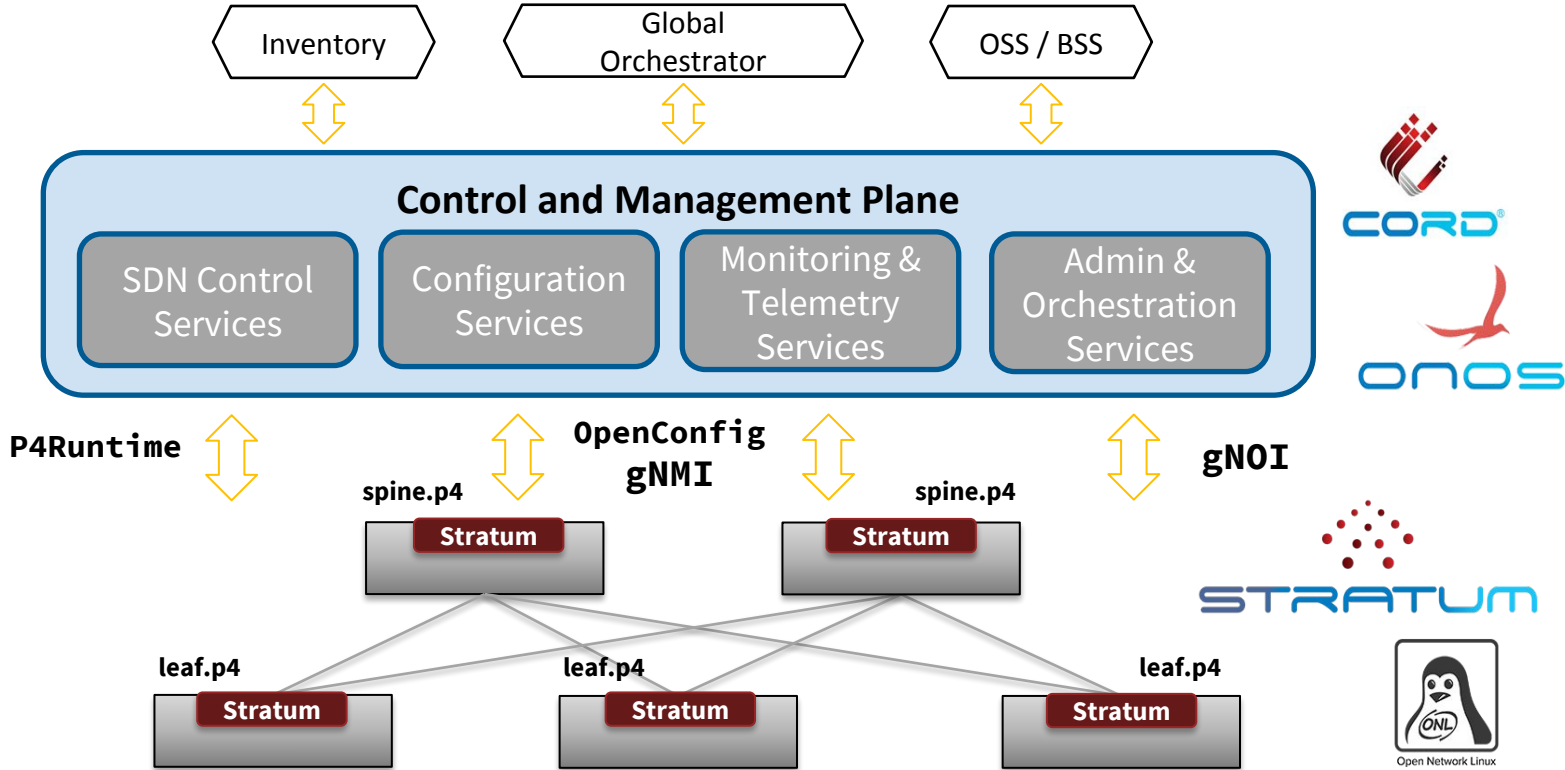 Inventory
Global
Orchestrator
OSS / BSS
Control and Management Plane
SDN Control
Services
Configuration
Services
Monitoring &
Telemetry
Services
Admin &
Orchestration
Services
CORD®
ONOS
P4Runtime
OpenConfig
gNMI
gNOI
spine.p4
spine.p4
Stratum
Stratum
STRATUM
leaf.p4
leaf.p4
leaf.p4
Stratum
Stratum
Stratum
ONL
Open Network Linux